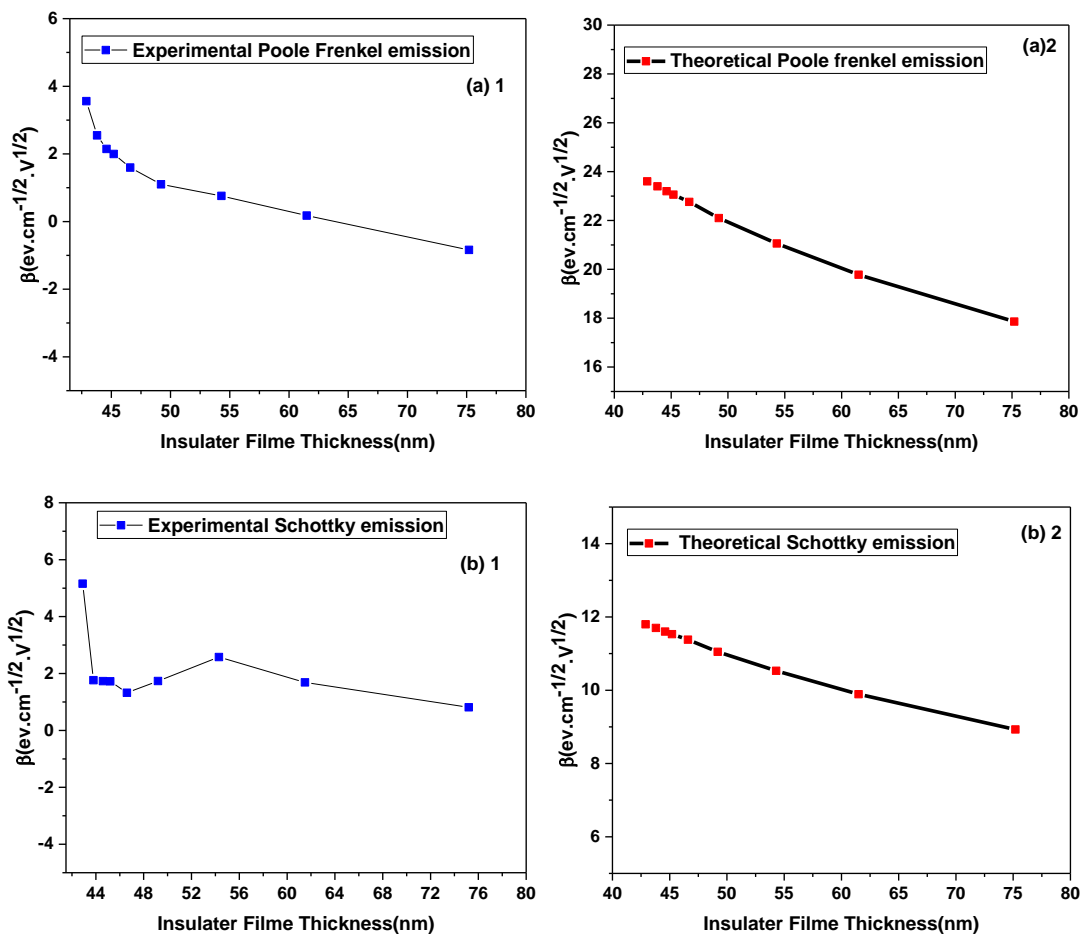 Experimental Poole Frenkel emission
(a) 1
6
4
2
0
-2
-4
β(ev.cm-1/2.V1/2)
45 50 55 60 65 70 75 80
Insulater Filme Thickness(nm)
(a)2
Theoretical Poole frenkel emission
30
28
26
24
22
20
18
16
β(ev.cm-1/2.V1/2)
40 45 50 55 60 65 70 75 80
Insulater Filme Thickness(nm)
Experimental Schottky emission
(b) 1
8
6
4
2
0
-2
-4
β(ev.cm-1/2.V1/2)
44 48 52 56 60 64 68 72 76 80
Insulater Filme Thickness(nm)
(b) 2
Theoretical Schottky emission
14
12
10
8
6
β(ev.cm-1/2.V1/2)
40 45 50 55 60 65 70 75 80
Insulater Filme Thickness(nm)